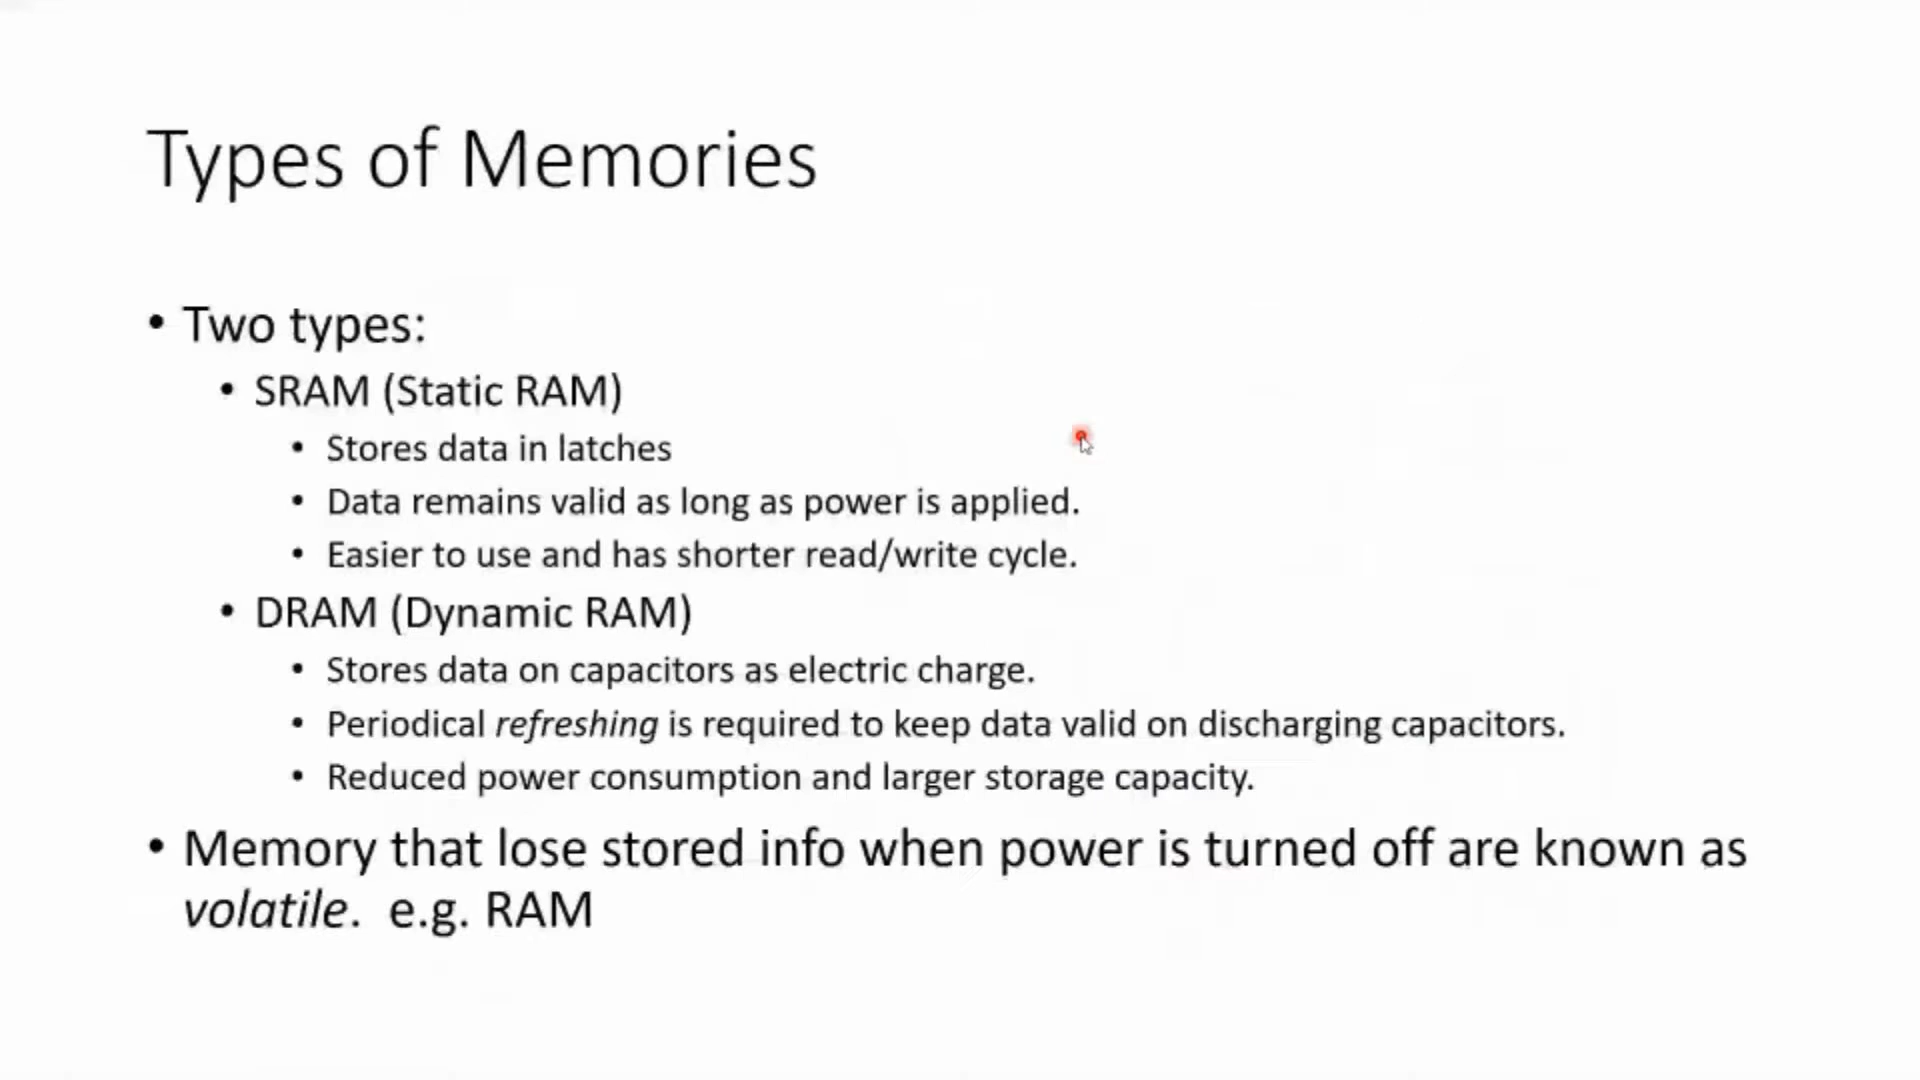 Types of Memories
• Two types:
• SRAM (Static RAM)
• Stores data in latches
• Data remains valid as long as power is applied.
• Easier to use and has shorter read/write cycle.
• DRAM (Dynamic RAM)
• Stores data on capacitors as electric charge.
• Periodical refreshing is required to keep data valid on discharging capacitors.
• Reduced power consumption and larger storage capacity.
• Memory that lose stored info when power is turned off are known as
volatile. e.g. RAM